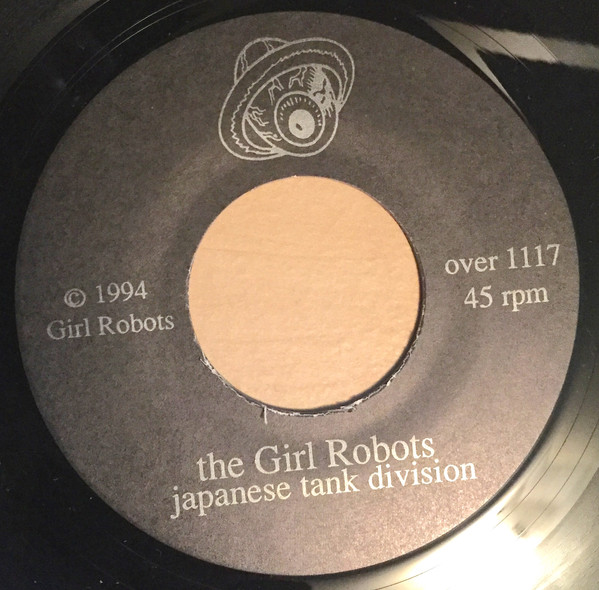 © 1994
Girl Robots
over 1117
45 rpm
the Girl Robots
japanese tank division